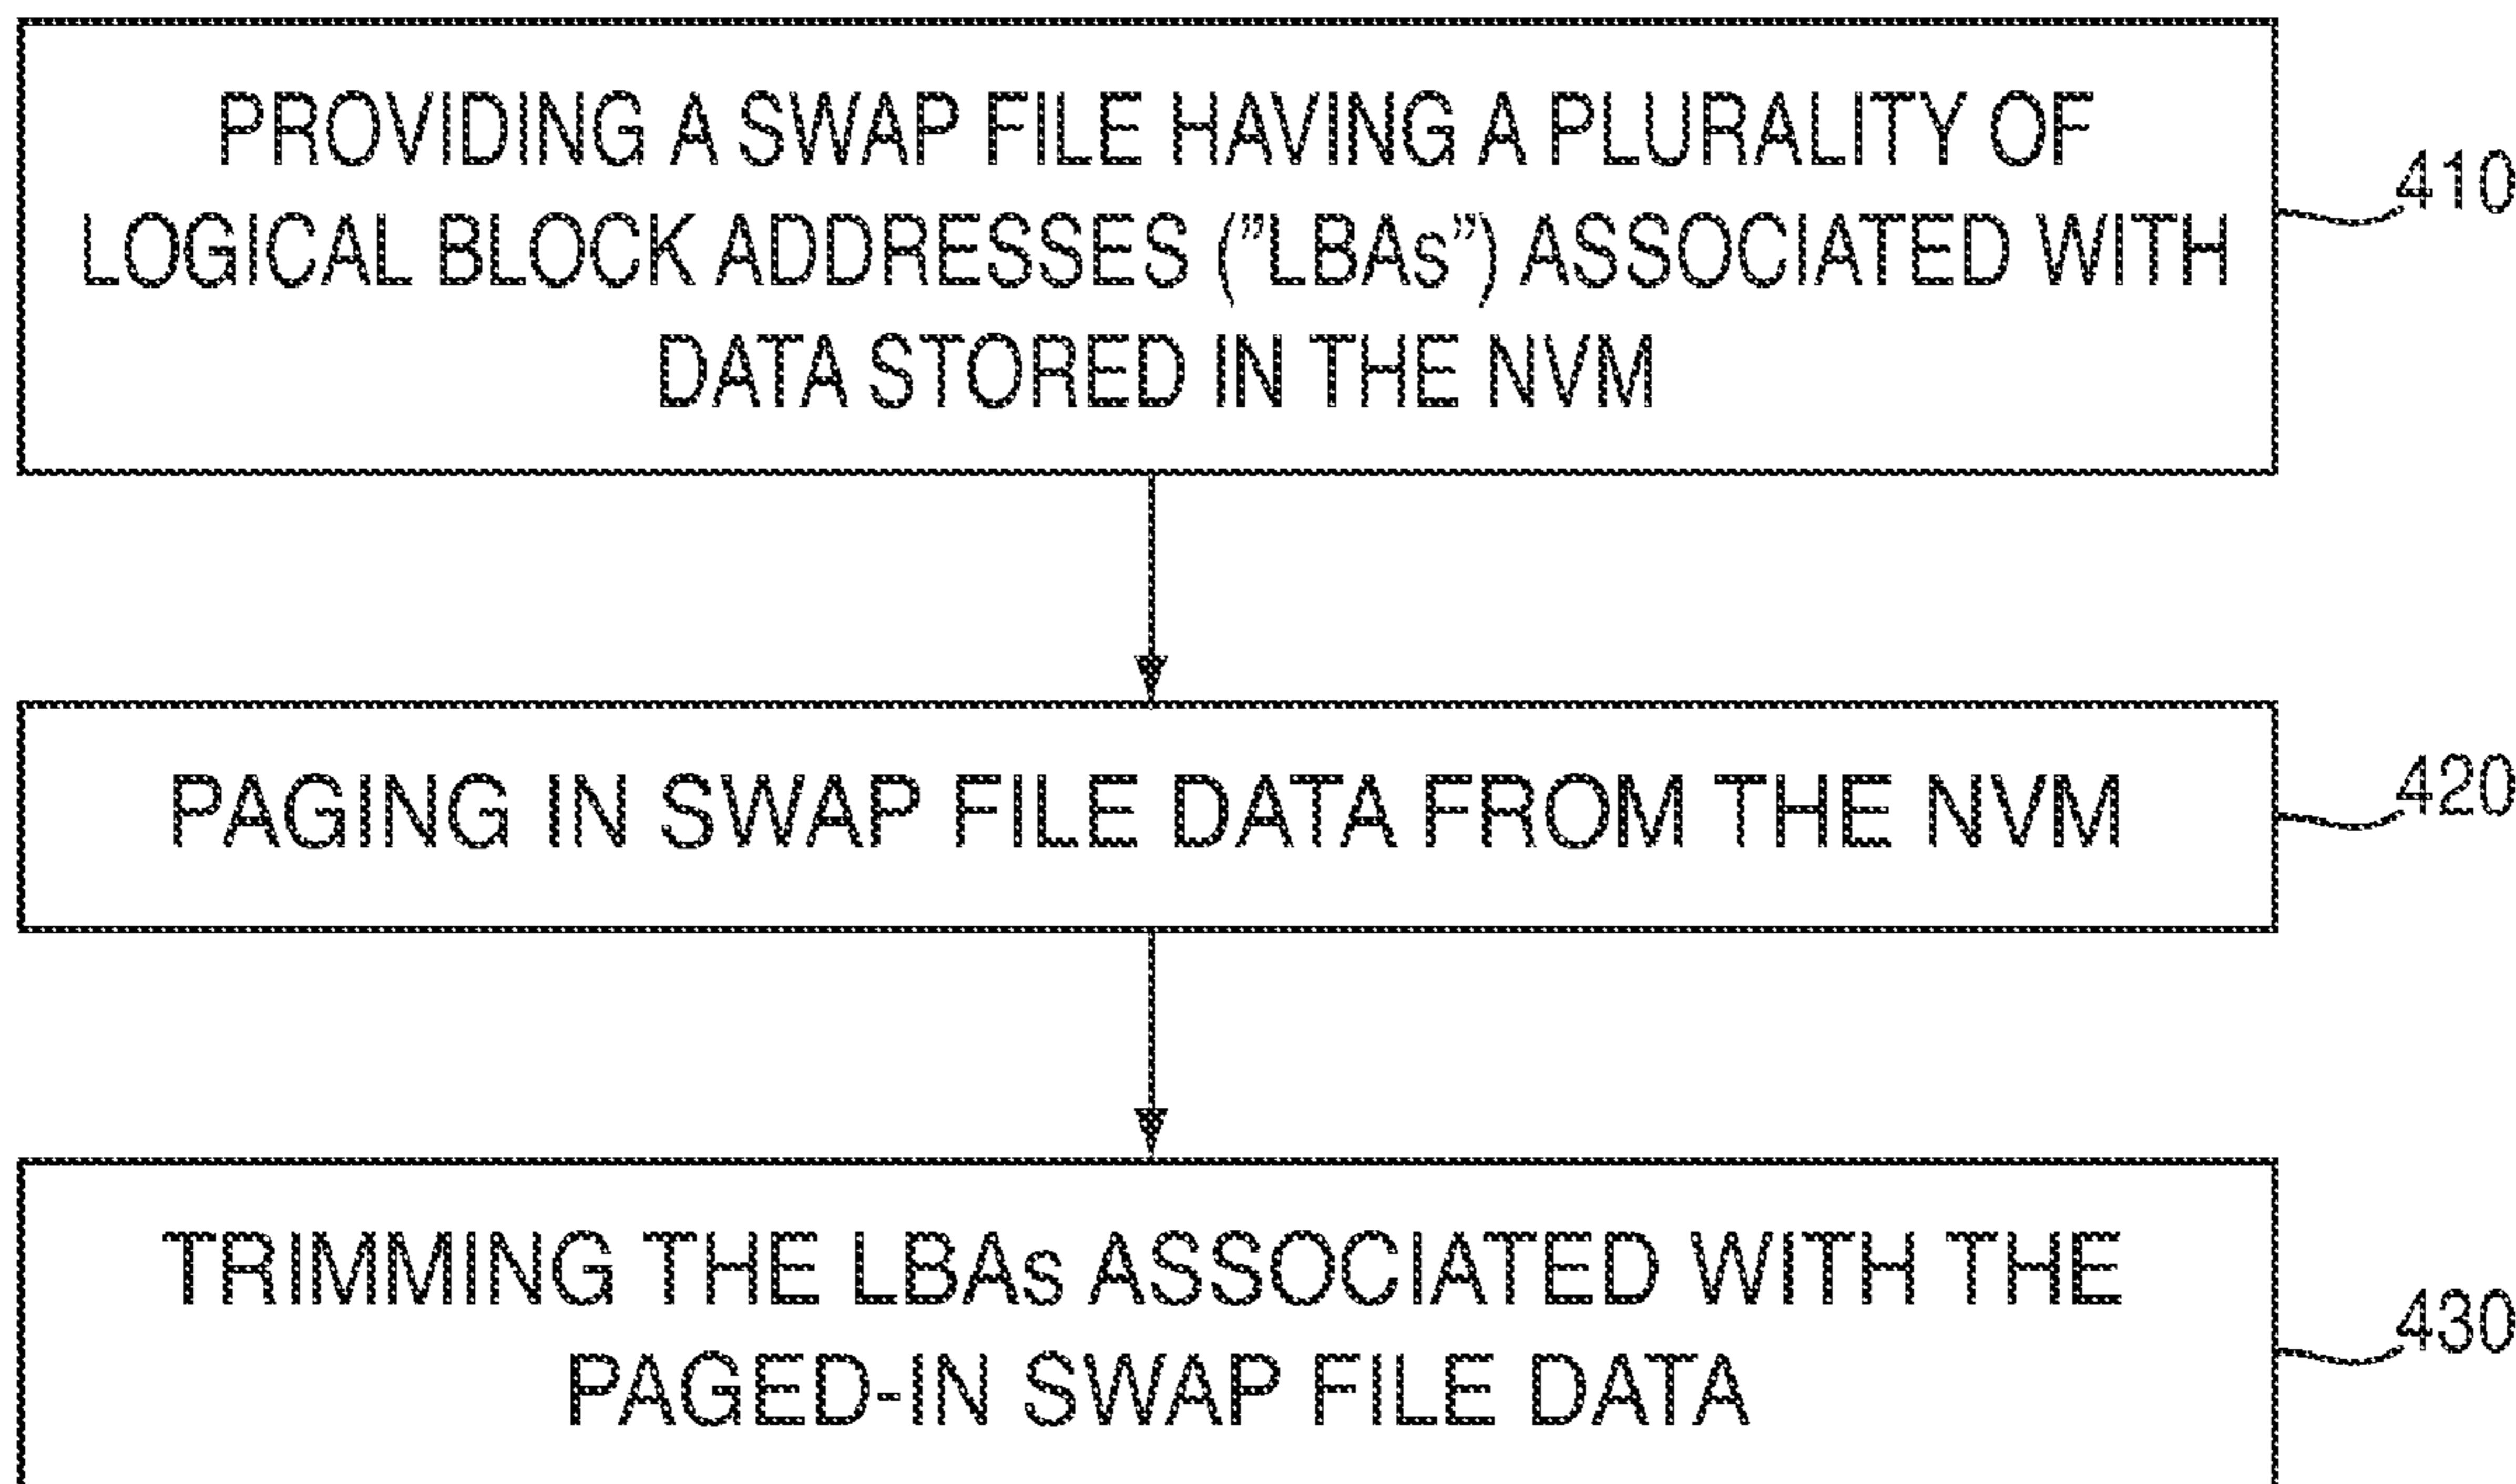 PROVIDING A SWAP FILE HAVING A PLURALITY OF
LOGICAL BLOCK ADDRESSES (”LBAs”) ASSOCIATED WITH
DATA STORED IN THE NVM
410
PAGING IN SWAP FILE DATA FROM THE NVM
420
TRIMMING THE LBAs ASSOCIATED WITH THE
PAGED-IN SWAP FILE DATA
430